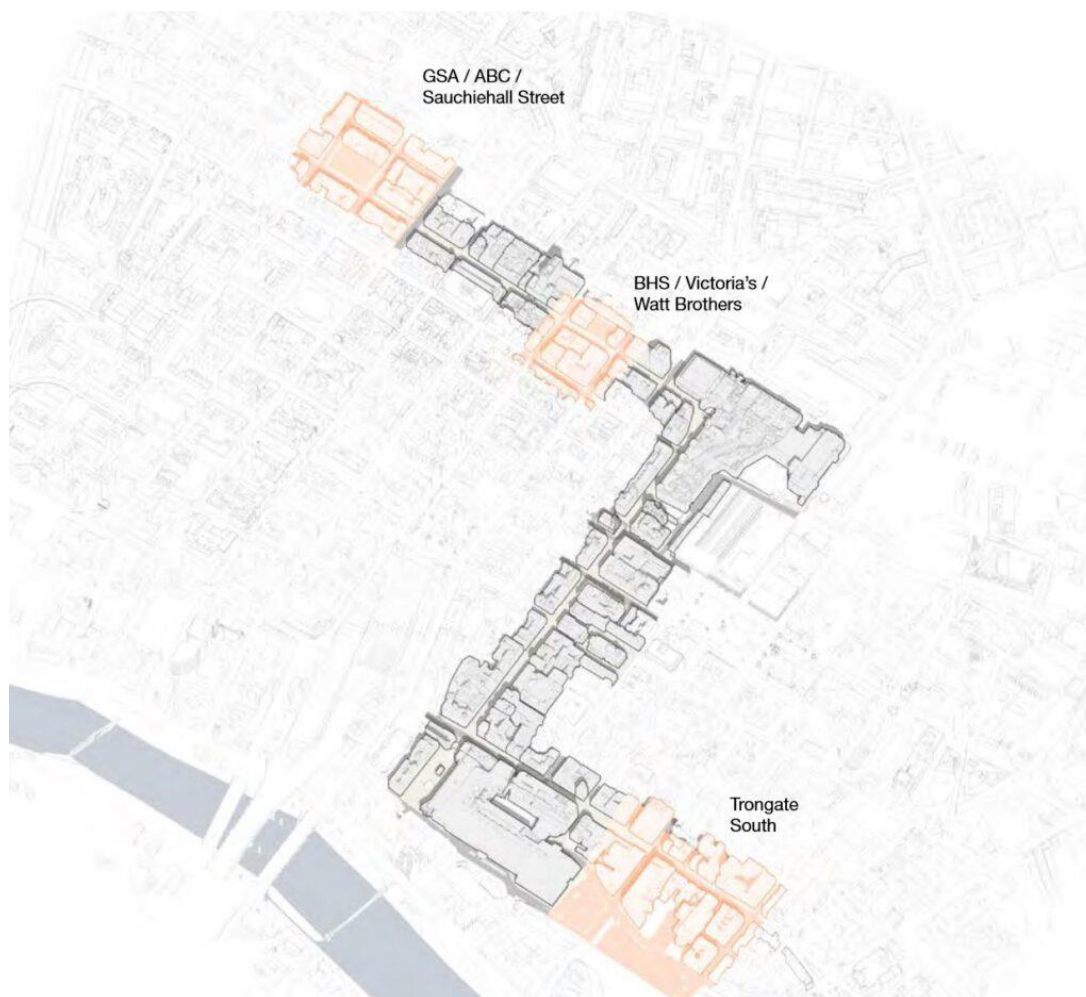 GSA / ABC /
Sauchiehall Street
BHS / Victoria's /
Watt Brothers
Trongate
South